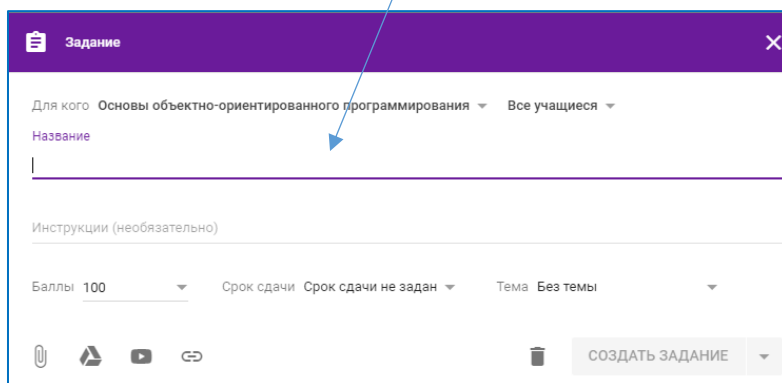 Задание
Для кого Основы объектно-ориентированного программирования Все учащиеся
Название
Инструкции (необязательно)
Баллы 100 Срок сдачи Срок сдачи не задан Тема Без темы
СОЗДАТЬ ЗАДАНИЕ